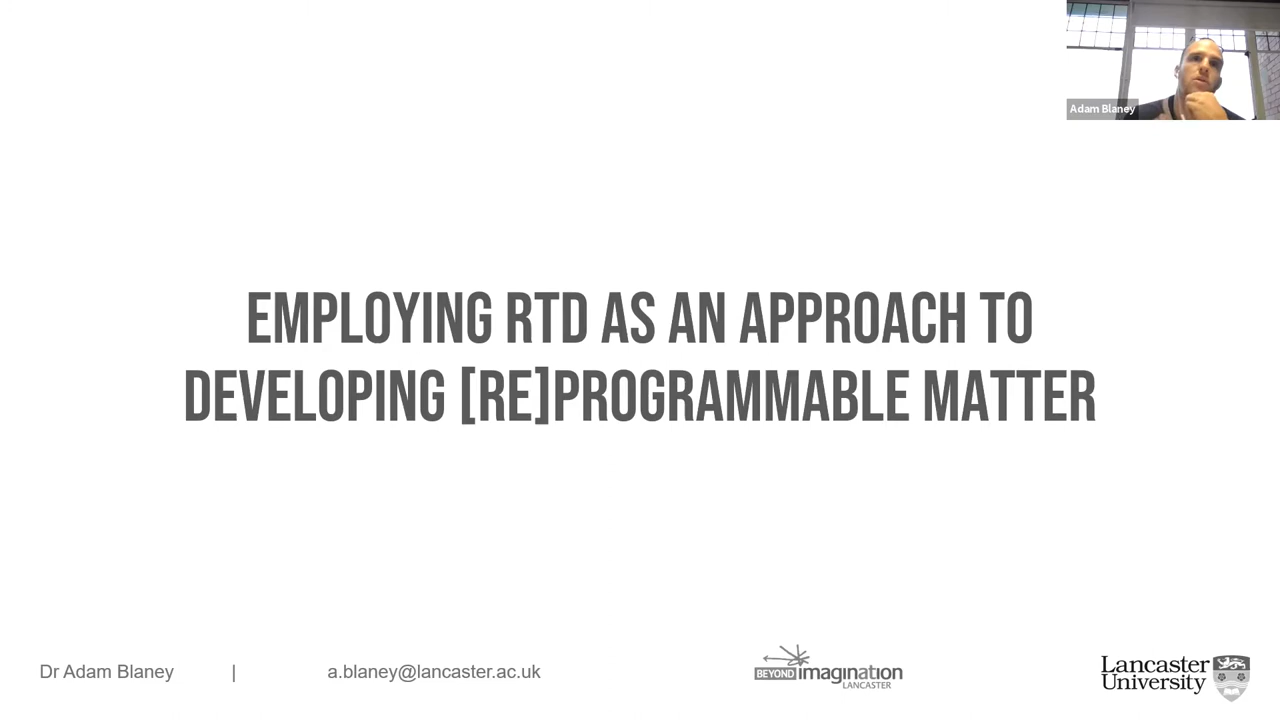 Adam Blaney
EMPLOYING RTD AS AN APPROACH TO
DEVELOPING [RE]PROGRAMMABLE MATTER
Dr Adam Blaney | a.blaney@lancaster.ac.uk
BEYOND imagination
LANCASTER
Lancaster
University